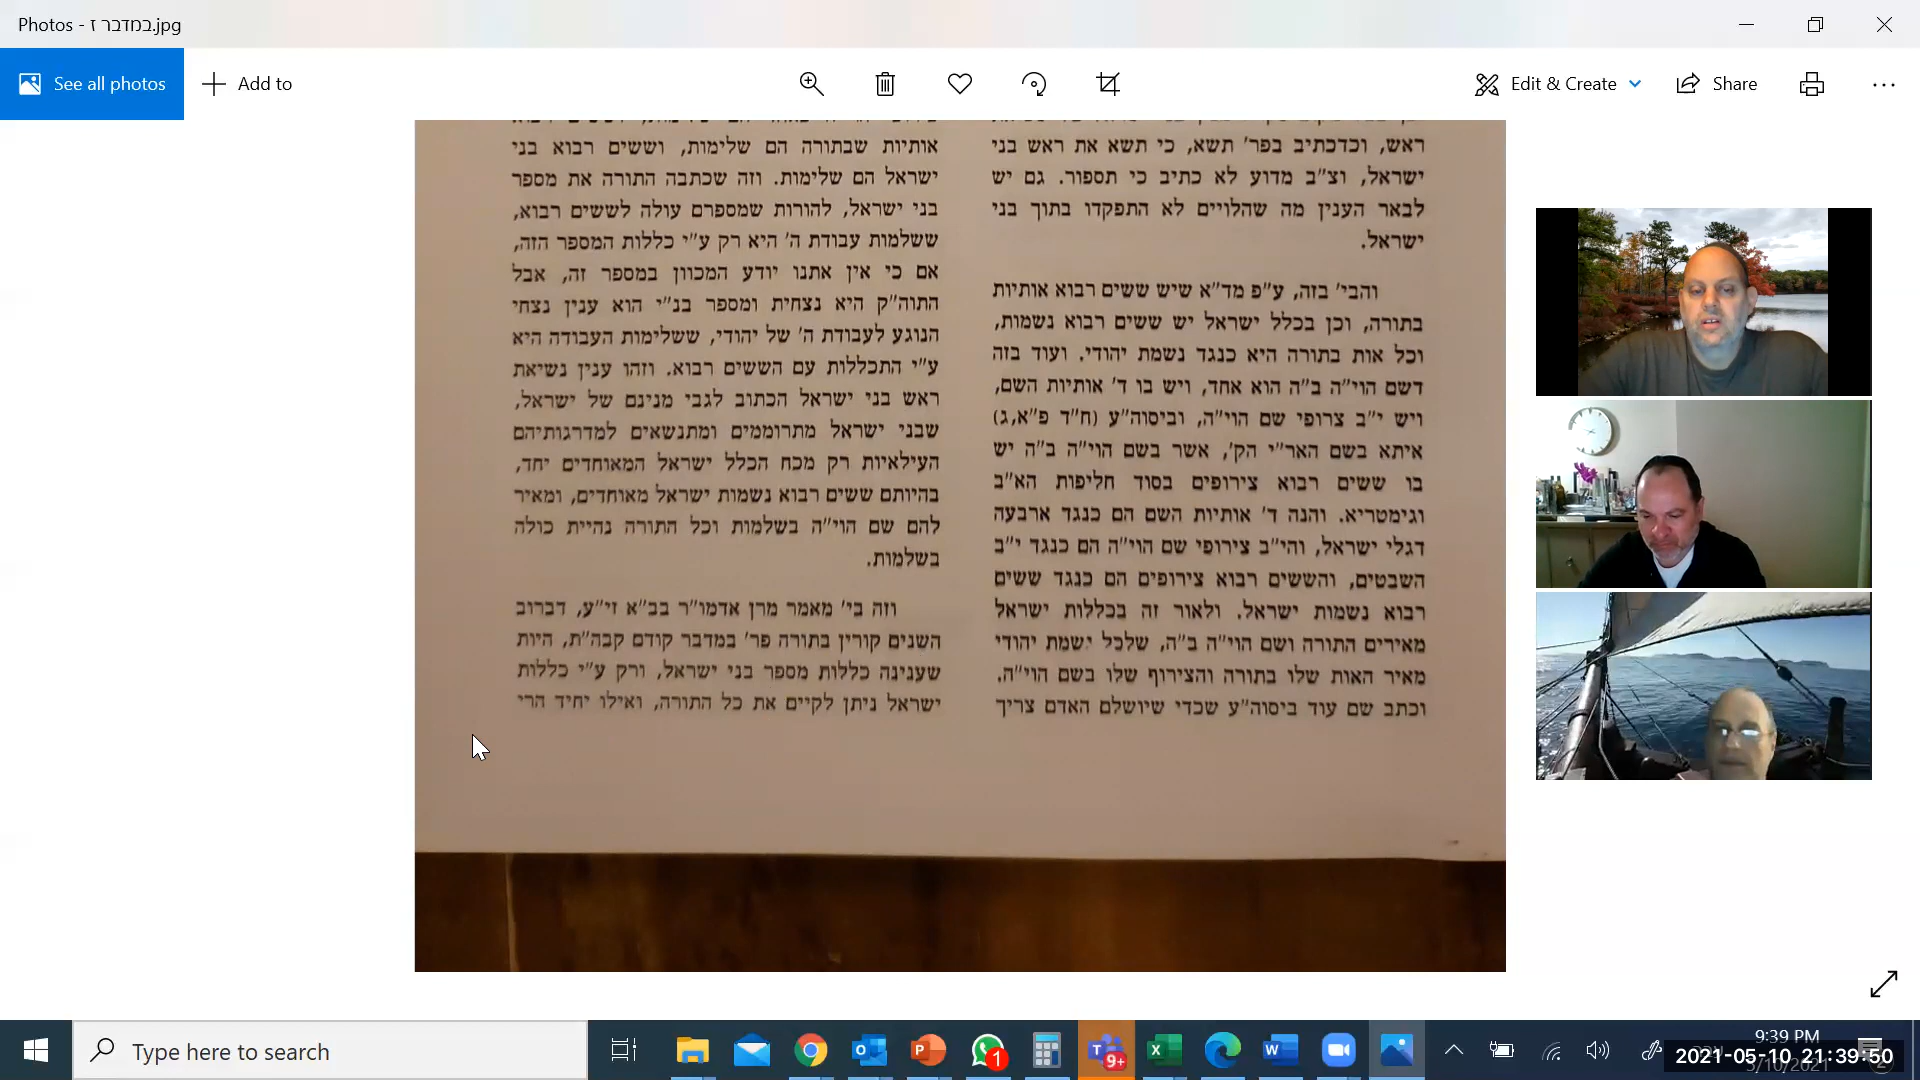 Photos - במדבר ז.jpg
See all photos
Add to
Edit & Create
Share
ראש, וכדכתיב בפר' תשא, כי תשא את ראש בני
ישראל, וצ"ב מדוע לא כתיב כי תספור. גם יש
לבאר הענין מה שהלויים לא התפקדו בתוך בני
ישראל.
והבי' בזה, ע"פ מד"א שיש ששים רבוא אותיות
בתורה, וכן בכלל ישראל יש ששים רבוא נשמות,
וכל אות בתורה היא כנגד נשמת יהודי. ועוד בזה
דשם הוי"ה ב"ה הוא אחד, ויש בו ד' אותיות השם,
ויש י"ב צרופי שם הוי"ה, וביסוה"ע (ח"ד פ"א,ג)
איתא בשם האר"י הק', אשר בשם הוי"ה ב"ה יש
בו ששים רבוא צירופים בסוד חליפות הא"ב
וגימטריא. והנה ד' אותיות השם הם כנגד ארבעה
דגלי ישראל, והי"ב צירופי שם הוי"ה הם כנגד י"ב
השבטים, והששים רבוא צירופים הם כנגד ששים
רבוא נשמות ישראל. ולאור זה בכללות ישראל
מאירים התורה ושם הוי"ה ב"ה, שלכל נשמת יהודי
מאיר האות שלו בתורה והצירוף שלו בשם הוי"ה.
וכתב שם עוד ביסוה"ע שכדי שיושלם האדם צריך
אותיות שבתורה הם שלימות, וששים רבוא בני
ישראל הם שלימות. וזה שכתבה התורה את מספר
בני ישראל, להורות שמספרם עולה לששים רבוא,
ששלמות עבודת ה' היא רק ע"י כללות המספר הזה,
אם כי אין אתנו יודע המכוון במספר זה, אבל
התוה"ק היא נצחית ומספר בנ"י הוא ענין נצחי
הנוגע לעבודת ה' של יהודי, ששלימות העבודה היא
ע"י התכללות עם הששים רבוא. וזהו ענין נשיאת
ראש בני ישראל הכתוב לגבי מנינם של ישראל,
שבני ישראל מתרוממים ומתנשאים למדרגותיהם
העילאיות רק מכח הכלל ישראל המאוחדים יחד,
בהיותם ששים רבוא נשמות ישראל מאוחדים, ומאיר
להם שם הוי"ה בשלמות וכל התורה נהיית כולה
בשלמות.
וזה בי' מאמר מרן אדמו"ר בב"א זי"ע, דברוב
השנים קורין בתורה פר' במדבר קודם קבה"ת, היות
שענינה כללות מספר בני ישראל, ורק ע"י כללות
ישראל ניתן לקיים את כל התורה, ואילו יחיד הרי
Type here to search
9+
1
9:39 PM
2021-05-10 21:39:50